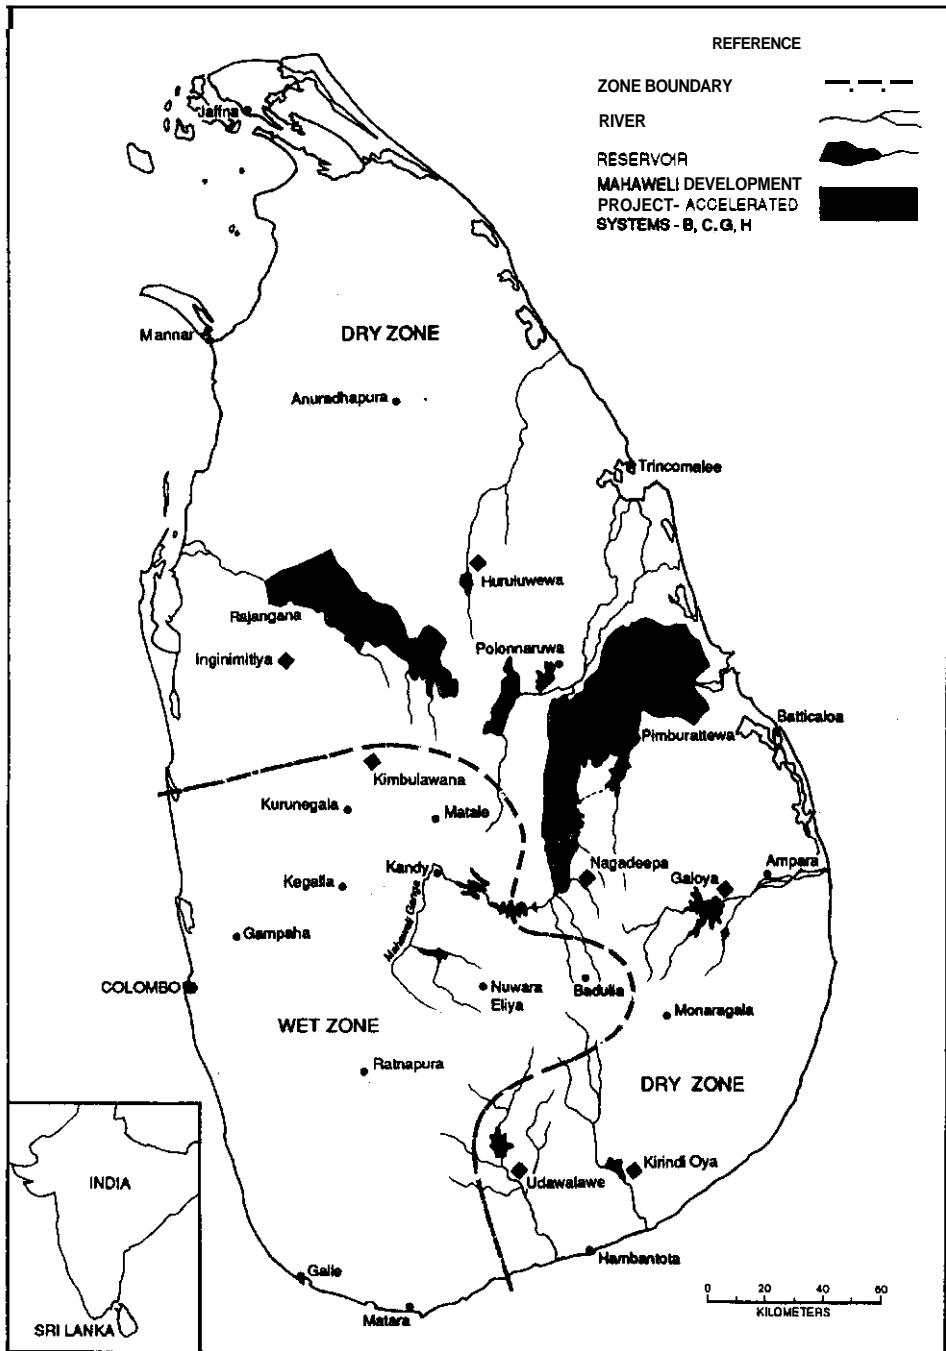 REFERENCE
ZONE BOUNDARY
RIVER
RESERVOIR
MAHAWELI DEVELOPMENT
PROJECT- ACCELERATED
SYSTEMS - B, C. G, H
Jaffna
Mannar
DRY ZONE
Anuradhapura
Trincomalee
Huruluwewa
Rajangana
Polonnaruwa
Inginimitiya
Batticaloa
Pimburattewa
Kimbulawana
Kurunegala
Matale
Kandy
Nagadeepa
Ampara
Kegalla
Galoya
Mahaweli Ganga
Gampaha
COLOMBO
Nuwara
Eliya
Badulla
Monaragala
WET ZONE
Ratnapura
DRY ZONE
Kirindi Oya
Udawalawe
INDIA
Hambantota
Galle
0 20 40 60
KILOMETERS
Matara
SRI LANKA